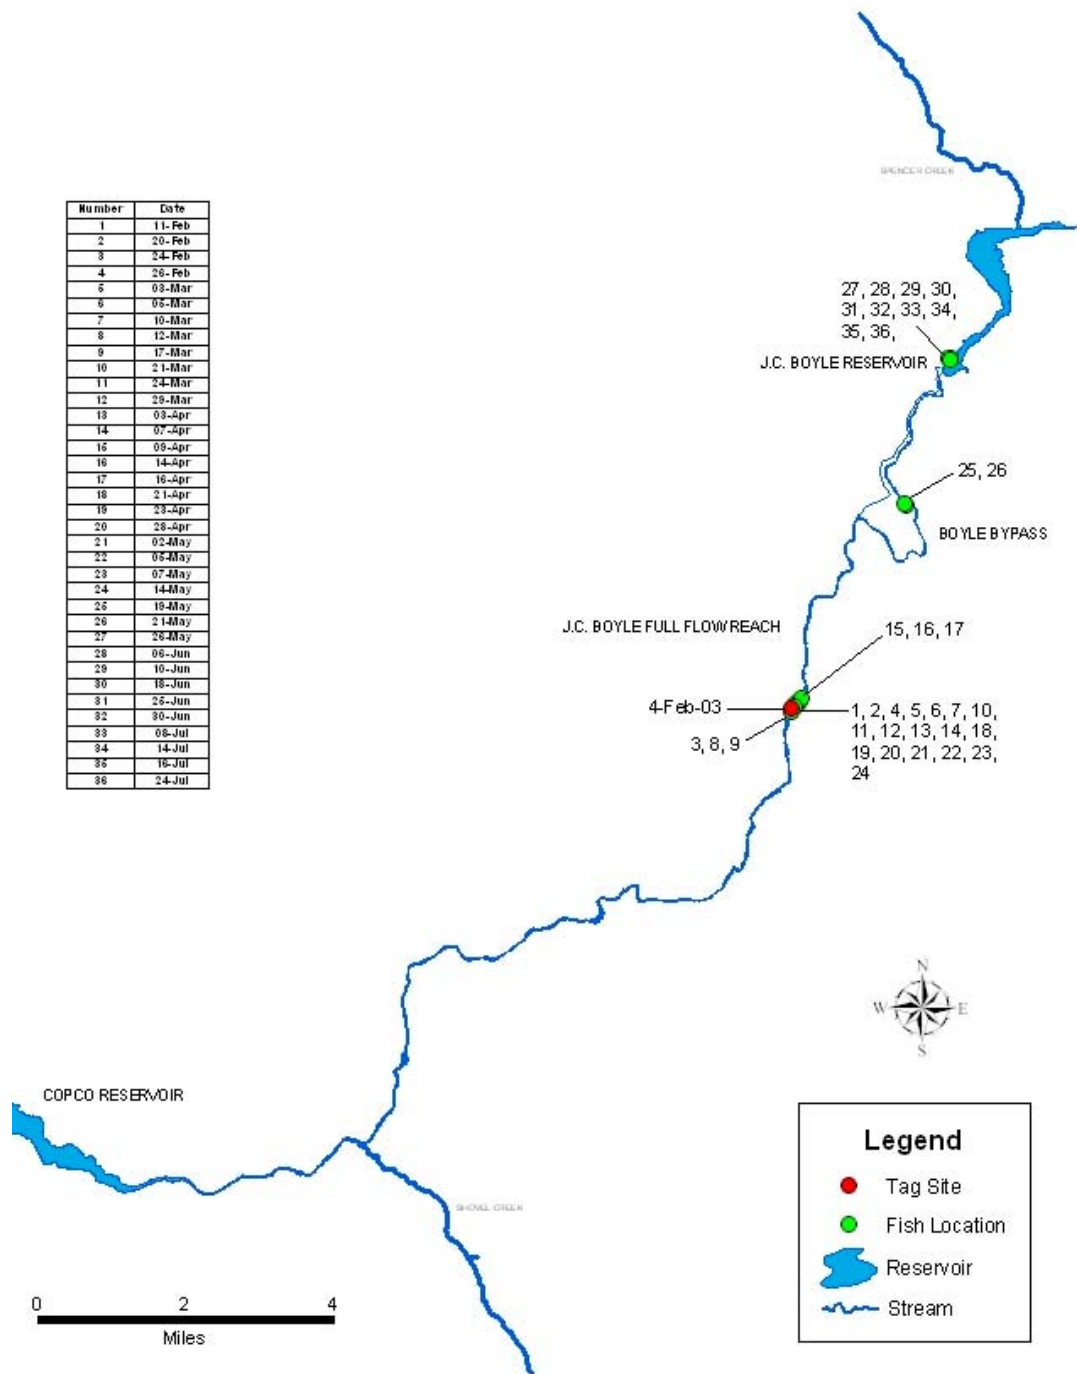 SPENCER CREEK
Number Date
1 11-Feb
2 20-Feb
3 24-Feb
4 26-Feb
5 03-Mar
6 05-Mar
7 10-Mar
8 12-Mar
9 17-Mar
10 21-Mar
11 24-Mar
12 29-Mar
13 03-Apr
14 07-Apr
15 09-Apr
16 14-Apr
17 16-Apr
18 21-Apr
19 23-Apr
20 28-Apr
21 02-May
22 05-May
23 07-May
24 14-May
25 19-May
26 21-May
27 26-May
28 06-Jun
29 10-Jun
30 18-Jun
31 25-Jun
32 30-Jun
33 08-Jul
34 14-Jul
35 16-Jul
36 24-Jul
27, 28, 29, 30,
31, 32, 33, 34,
35, 36,
J.C. BOYLE RESERVOIR
25, 26
BOYLE BYPASS
J.C. BOYLE FULL FLOW REACH
15, 16, 17
4-Feb-03
3, 8, 9
1, 2, 4, 5, 6, 7, 10,
11, 12, 13, 14, 18,
19, 20, 21, 22, 23,
24
N
W E
S
COPCO RESERVOIR
SHOVEL CREEK
Legend
Tag Site
Fish Location
Reservoir
Stream
0 2 4
Miles